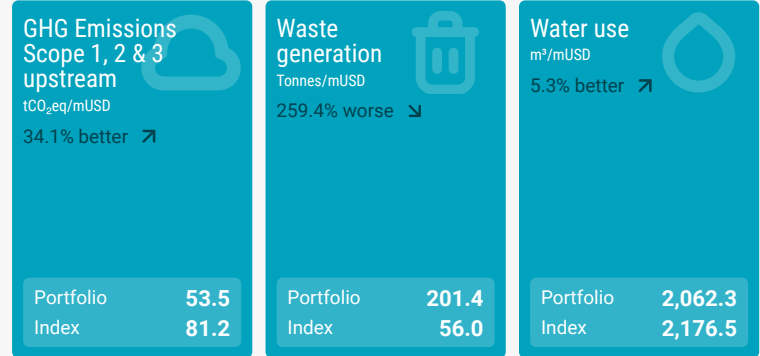 GHG Emissions
Scope 1, 2 & 3
upstream
tCO₂eq/mUSD
34.1% better
Portfolio 53.5
Index 81.2
Waste
generation
Tonnes/mUSD
259.4% worse
Portfolio 201.4
Index 56.0
Water use
m³/mUSD
5.3% better
Portfolio 2,062.3
Index 2,176.5